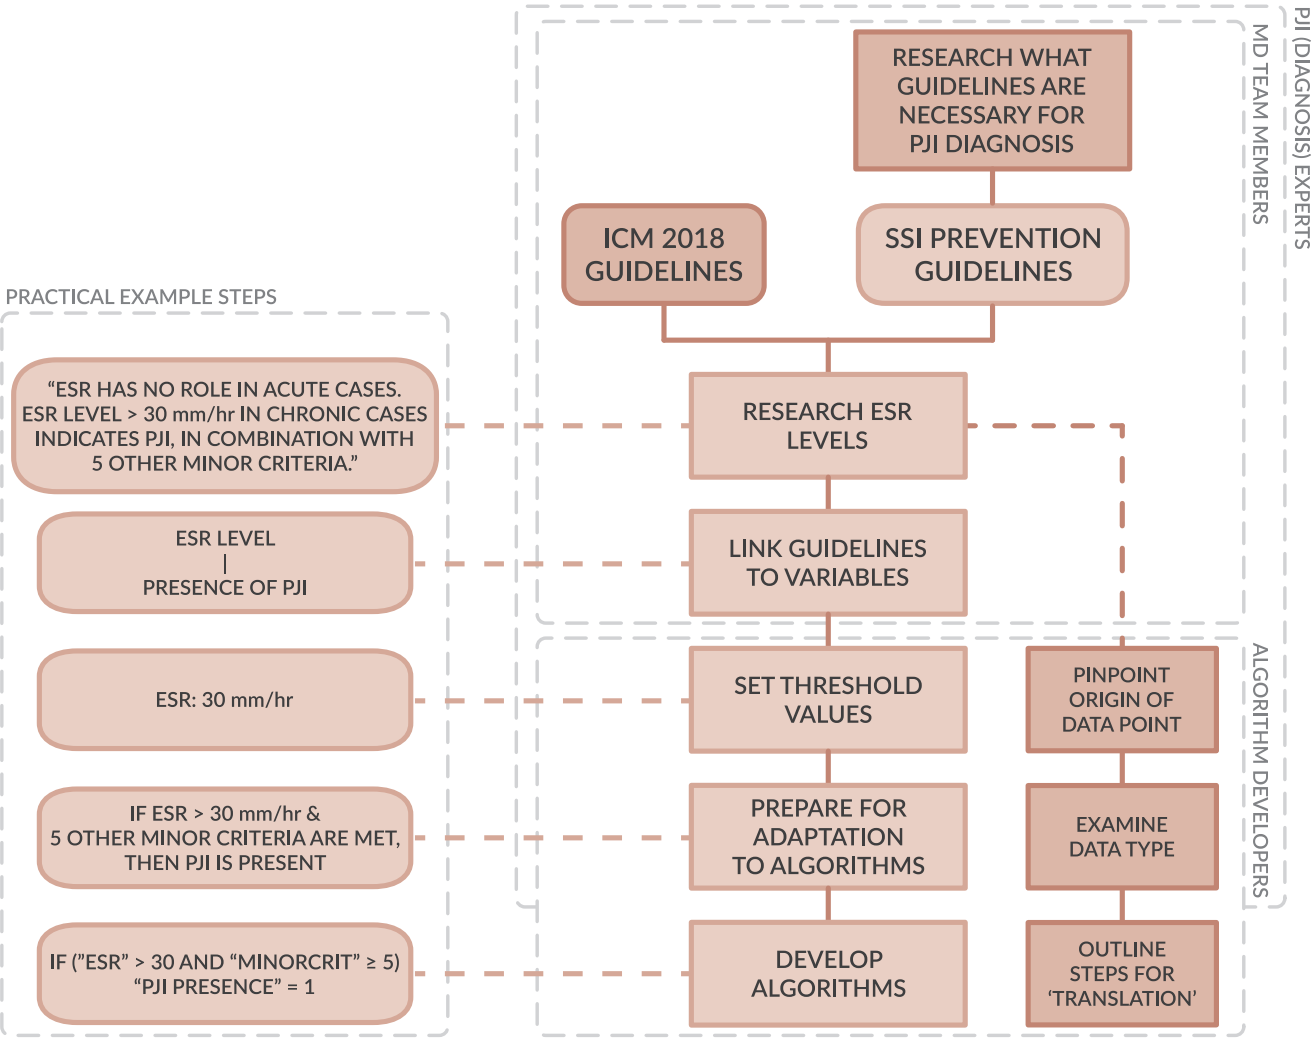 PJI (DIAGNOSIS) EXPERTS
MD TEAM MEMBERS
RESEARCH WHAT
GUIDELINES ARE
NECESSARY FOR
PJI DIAGNOSIS
ICM 2018
GUIDELINES
SSI PREVENTION
GUIDELINES
PRACTICAL EXAMPLE STEPS
“ESR HAS NO ROLE IN ACUTE CASES.
ESR LEVEL > 30 mm/hr IN CHRONIC CASES
INDICATES PJI, IN COMBINATION WITH
5 OTHER MINOR CRITERIA.”
RESEARCH ESR
LEVELS
ESR LEVEL
|
PRESENCE OF PJI
LINK GUIDELINES
TO VARIABLES
ALGORITHM DEVELOPERS
ESR: 30 mm/hr
SET THRESHOLD
VALUES
PINPOINT
ORIGIN OF
DATA POINT
IF ESR > 30 mm/hr &
5 OTHER MINOR CRITERIA ARE MET,
THEN PJI IS PRESENT
PREPARE FOR
ADAPTATION
TO ALGORITHMS
EXAMINE
DATA TYPE
IF (”ESR” > 30 AND “MINORCRIT” ≥ 5)
“PJI PRESENCE” = 1
DEVELOP
ALGORITHMS
OUTLINE
STEPS FOR
‘TRANSLATION’